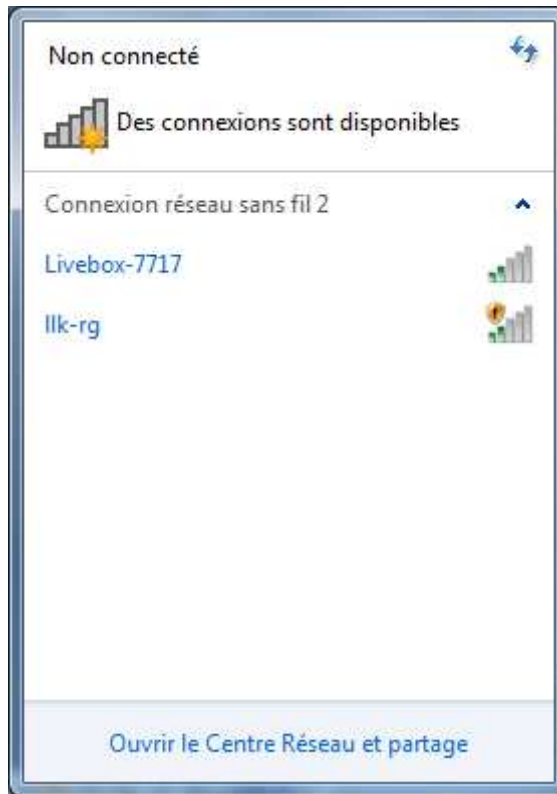 Non connecté
Des connexions sont disponibles
Connexion réseau sans fil 2
Livebox-7717
llk-rg
Ouvrir le Centre Réseau et partage